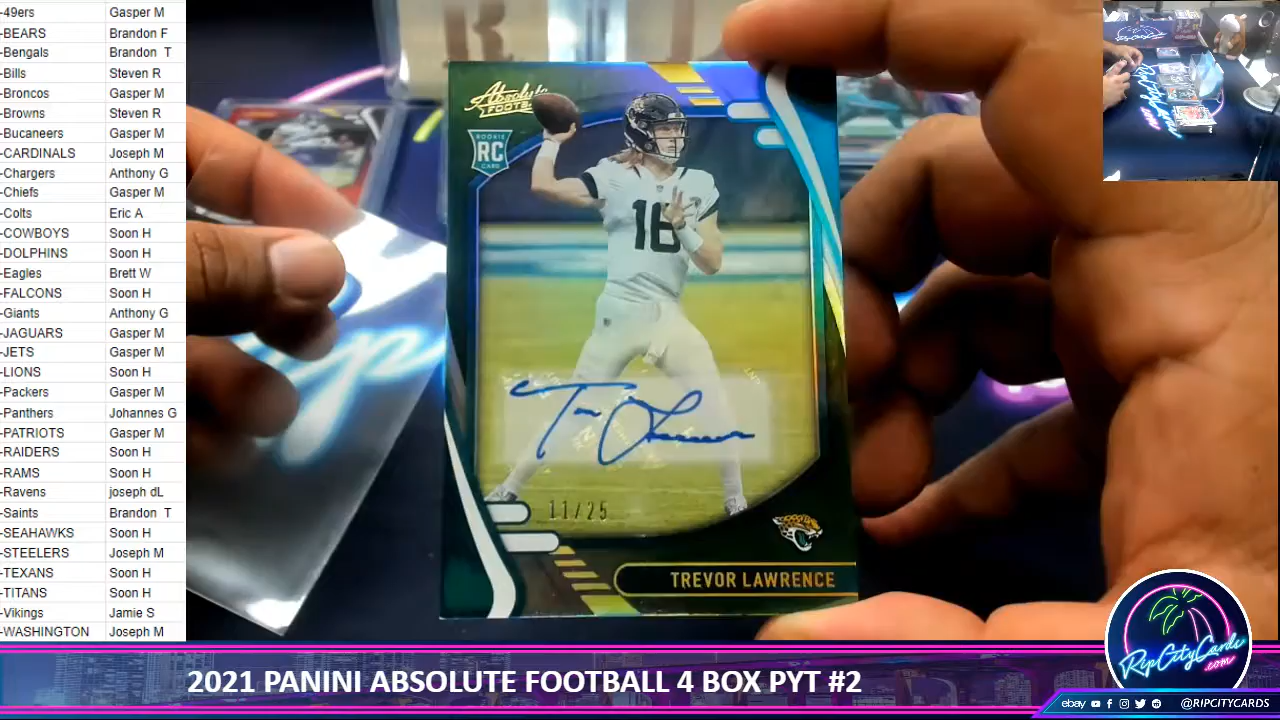 -49ers Gasper M
-BEARS Brandon F
-Bengals Brandon T
-Bills Steven R
-Broncos Gasper M
-Browns Steven R
-Bucaneers Gasper M
-CARDINALS Joseph M
-Chargers Anthony G
-Chiefs Gasper M
-Colts Eric A
-COWBOYS Soon H
-DOLPHINS Soon H
-Eagles Brett W
-FALCONS Soon H
-Giants Anthony G
-JAGUARS Gasper M
-JETS Gasper M
-LIONS Soon H
-Packers Gasper M
-Panthers Johannes G
-PATRIOTS Gasper M
-RAIDERS Soon H
-RAMS Soon H
-Ravens joseph dL
-Saints Brandon T
-SEAHAWKS Soon H
-STEELERS Joseph M
-TEXANS Soon H
-TITANS Soon H
-Vikings Jamie S
-WASHINGTON Joseph M
Absolute
ROOKIE
RC
CARD
16
11/25
TREVOR LAWRENCE
2021 PANINI ABSOLUTE FOOTBALL 4 BOX PYT #2
RipCityCards
.com
ebay @RIPCITYCARDS